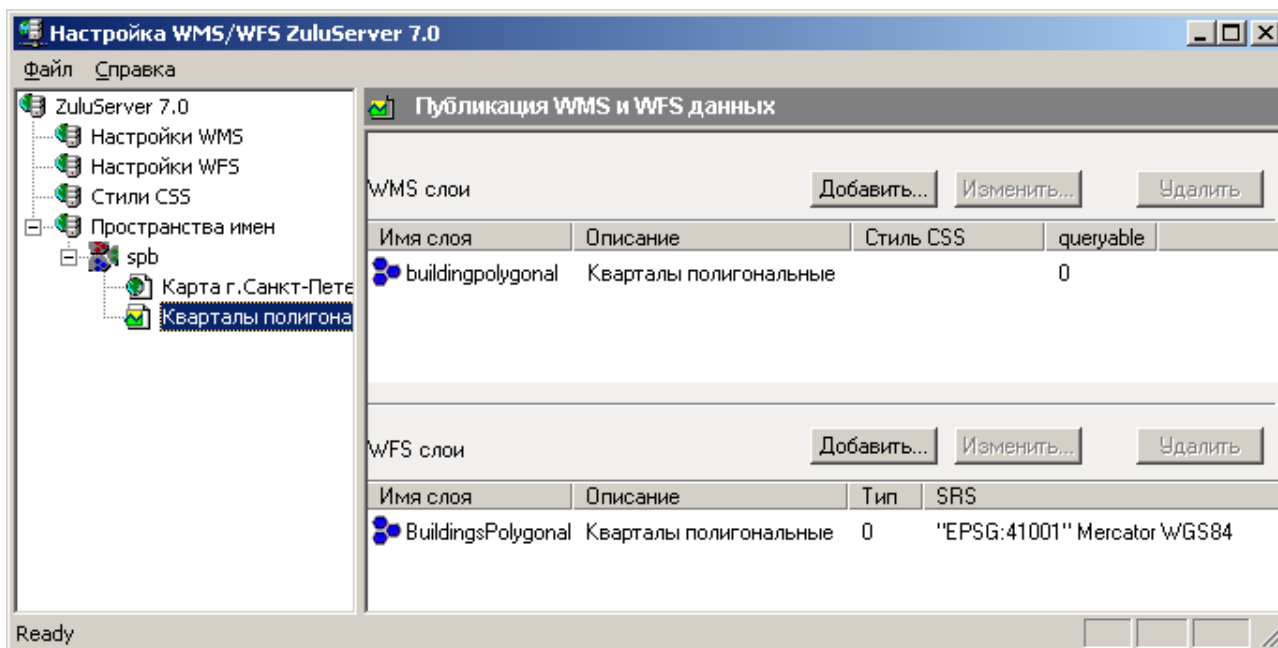 Настройка WMS/WFS ZuluServer 7.0
Файл Справка
ZuluServer 7.0
Настройки WMS
Настройки WFS
Стили CSS
Пространства имен
spb
Карта г.Санкт-Пете
Кварталы полигона
Публикация WMS и WFS данных
WMS слои Добавить... Изменить... Удалить
Имя слоя Описание Стиль CSS queryable
buildingpolygonal Кварталы полигональные 0
WFS слои Добавить... Изменить... Удалить
Имя слоя Описание Тип SRS
BuildingsPolygonal Кварталы полигональные 0 "EPSG:41001" Mercator WGS84
Ready